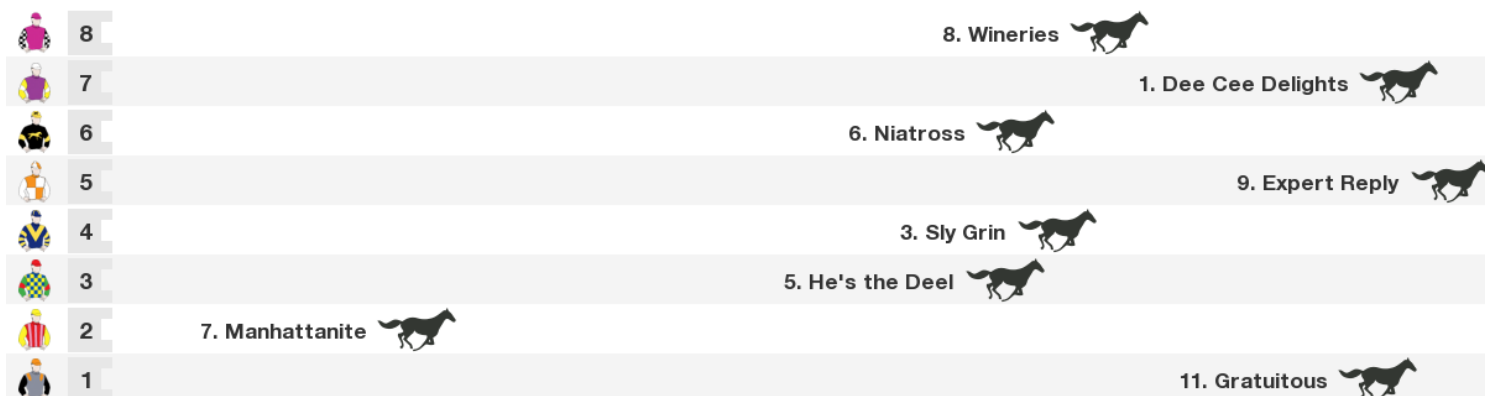 8 8. Wineries
7 1. Dee Cee Delights
6 6. Niatross
5 9. Expert Reply
4 3. Sly Grin
3 5. He's the Deel
2 7. Manhattanite
1 11. Gratuitous